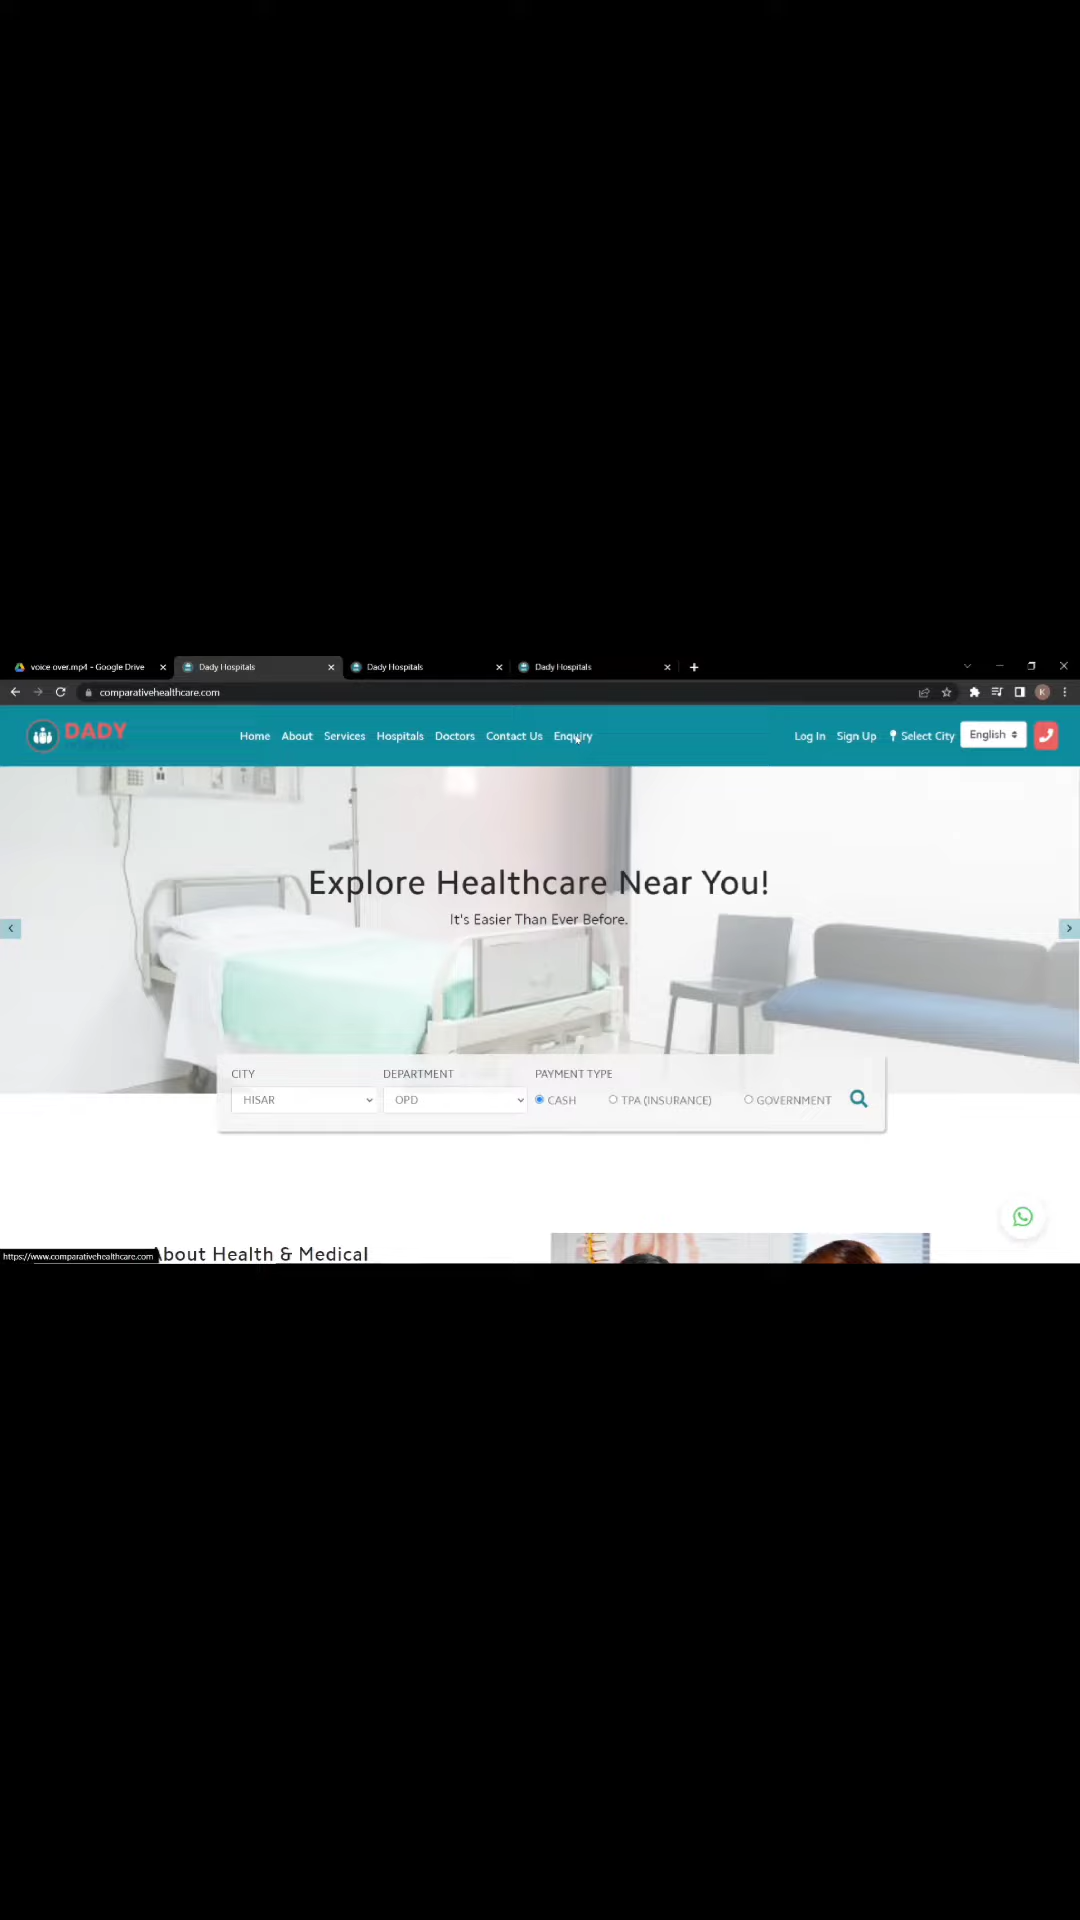 voice over.mp4 - Google Drive
Dady Hospitals
Dady Hospitals
Dady Hospitals
comparativehealthcare.com
K
DADY
Home About Services Hospitals Doctors Contact Us Enquiry
Log In Sign Up Select City English
Explore Healthcare Near You!
It's Easier Than Ever Before.
CITY DEPARTMENT PAYMENT TYPE
HISAR OPD CASH TPA (INSURANCE) GOVERNMENT
About Health & Medical
https://www.comparativehealthcare.com